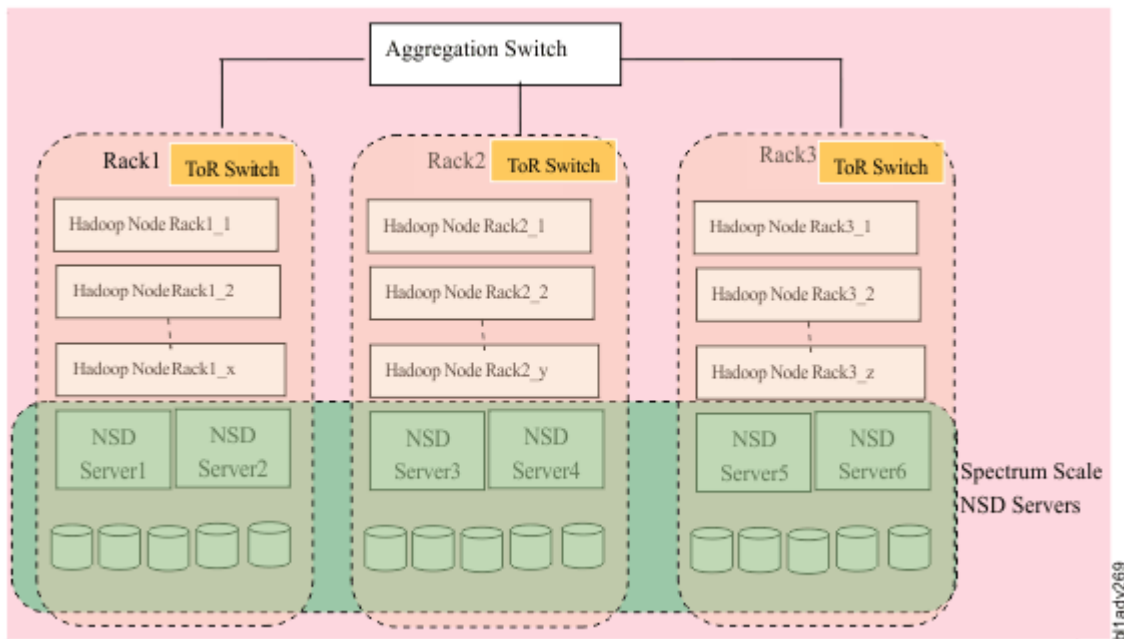 Aggregation Switch
Rack1
ToR Switch
Hadoop Node Rack1_1
Hadoop Node Rack1_2
Hadoop Node Rack1_x
NSD
Server1
NSD
Server2
Rack2
ToR Switch
Hadoop Node Rack2_1
Hadoop Node Rack2_2
Hadoop Node Rack2_y
NSD
Server3
NSD
Server4
Rack3
ToR Switch
Hadoop Node Rack3_1
Hadoop Node Rack3_2
Hadoop Node Rack3_z
NSD
Server5
NSD
Server6
Spectrum Scale
NSD Servers
bl1adv269